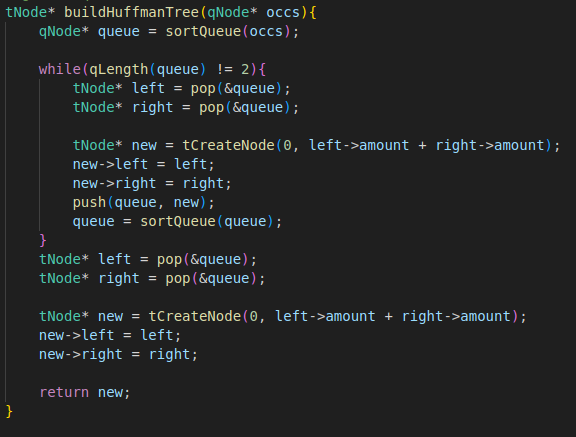 tNode* buildHuffmanTree(qNode* occs){
    qNode* queue = sortQueue(occs);

    while(qLength(queue) != 2){
        tNode* left = pop(&queue);
        tNode* right = pop(&queue);

        tNode* new = tCreateNode(0, left->amount + right->amount);
        new->left = left;
        new->right = right;
        push(queue, new);
        queue = sortQueue(queue);
    }
    tNode* left = pop(&queue);
    tNode* right = pop(&queue);

    tNode* new = tCreateNode(0, left->amount + right->amount);
    new->left = left;
    new->right = right;

    return new;
}